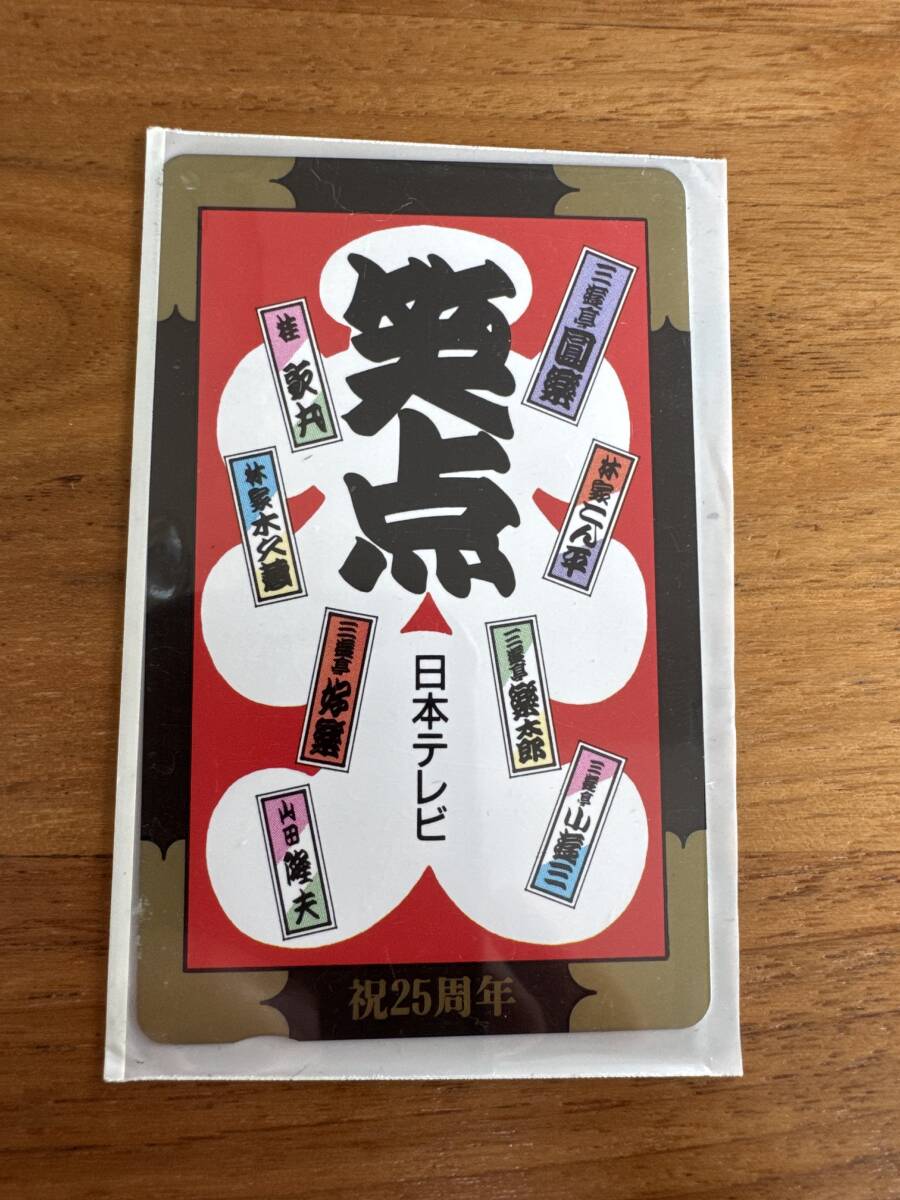 笑点
三遊亭圓楽
桂歌丸
林家こん平
林家木久蔵
三遊亭好楽
三遊亭楽太郎
三遊亭小遊三
山田隆夫
日本テレビ
祝25周年